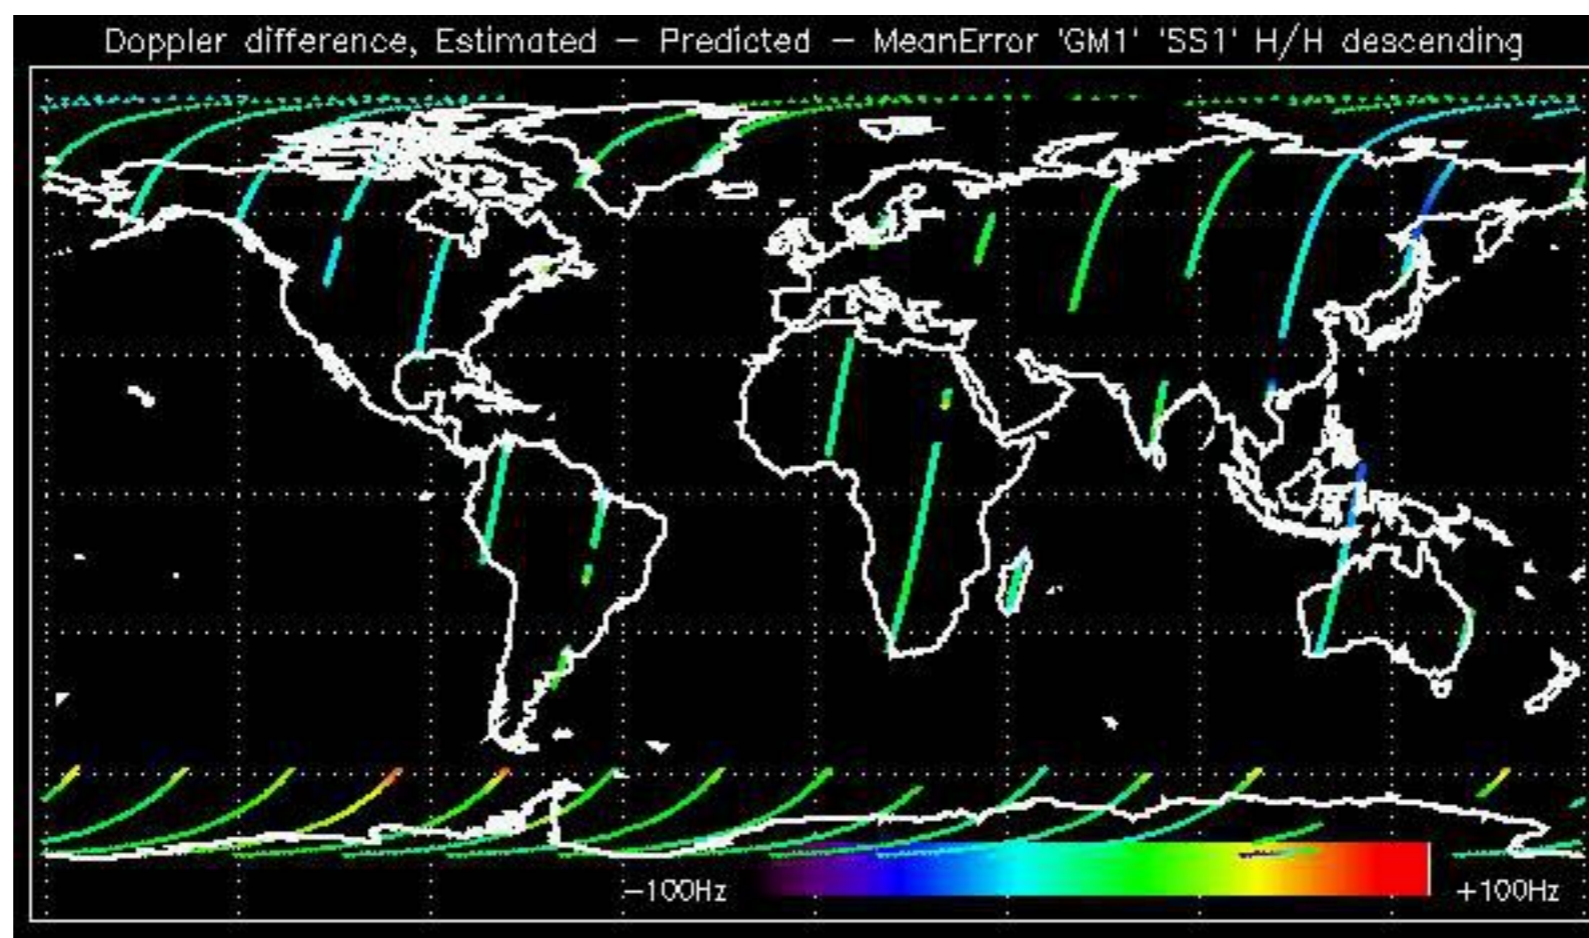 Doppler difference, Estimated – Predicted – MeanError 'GM1' 'SS1' H/H descending
−100Hz
+100Hz